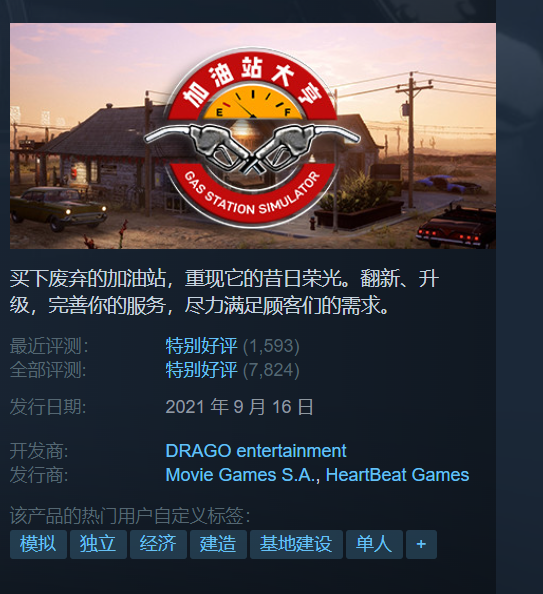 加油站大亨
E F
GAS STATION SIMULATOR
买下废弃的加油站，重现它的昔日荣光。翻新、升
级，完善你的服务，尽力满足顾客们的需求。
最近评测： 特别好评 (1,593)
全部评测: 特别好评 (7,824)
发行日期: 2021 年 9 月 16 日
开发商: DRAGO entertainment
发行商: Movie Games S.A., HeartBeat Games
该产品的热门用户自定义标签：
模拟 独立 经济 建造 基地建设 单人 +